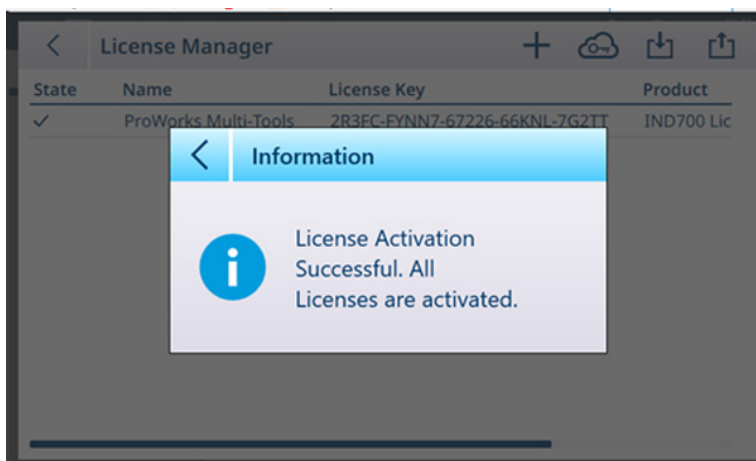 License Manager
State Name License Key Product
ProWorks Multi-Tools 2R3FC-FYNN7-67226-66KNL-7G2TT IND700 Lic
Information
License Activation
Successful. All
Licenses are activated.